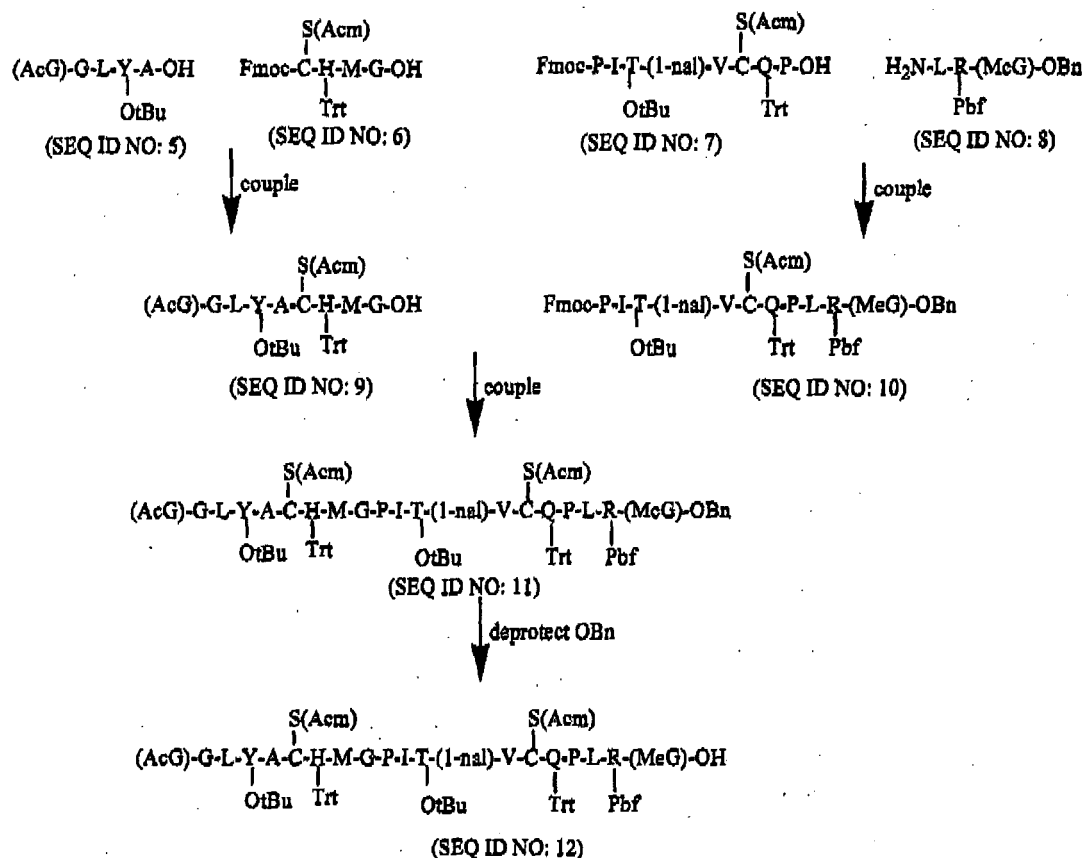 S(Acm) S(Acm)
(AcG)-G-L-Y-A-OH Fmoc-C-H-M-G-OH Fmoc-P-I-T-(1-nal)-V-C-Q-P-OH H2N-L-R-(McG)-OBn
OtBu Trt OtBu Trt Pbf
(SEQ ID NO: 5) (SEQ ID NO: 6) (SEQ ID NO: 7) (SEQ ID NO: 8)
couple couple
S(Acm) S(Acm)
(AcG)-G-L-Y-A-C-H-M-G-OH Fmoc-P-I-T-(1-nal)-V-C-Q-P-L-R-(MeG)-OBn
OtBu Trt OtBu Trt Pbf
(SEQ ID NO: 9) (SEQ ID NO: 10)
couple
S(Acm) S(Acm)
(AcG)-G-L-Y-A-C-H-M-G-P-I-T-(1-nal)-V-C-Q-P-L-R-(McG)-OBn
OtBu Trt OtBu Trt Pbf
(SEQ ID NO: 11)
deprotect OBn
S(Acm) S(Acm)
(AcG)-G-L-Y-A-C-H-M-G-P-I-T-(1-nal)-V-C-Q-P-L-R-(MeG)-OH
OtBu Trt OtBu Trt Pbf
(SEQ ID NO: 12)